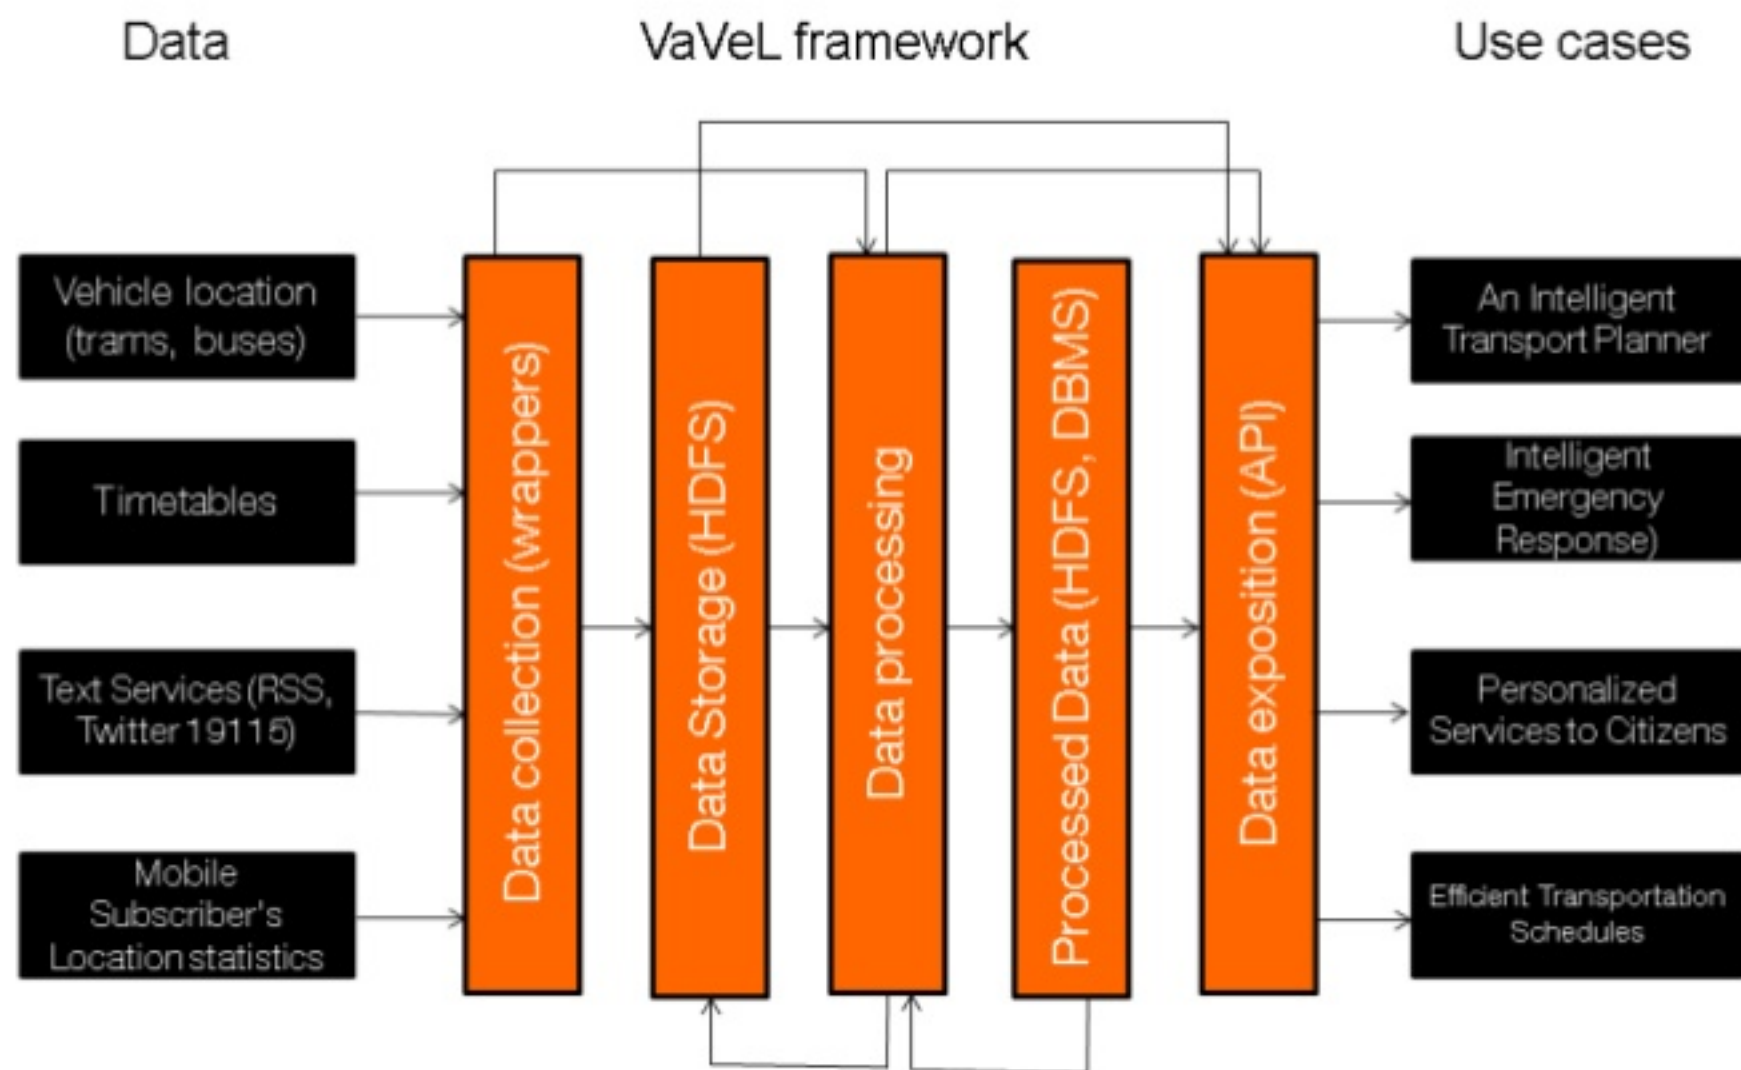 Data
VaVeL framework
Use cases
Vehicle location
(trams, buses)
Timetables
Text Services (RSS,
Twitter 19115)
Mobile
Subscriber's
Location statistics
Data collection (wrappers)
Data Storage (HDFS)
Data processing
Processed Data (HDFS, DBMS)
Data exposition (API)
An Intelligent
Transport Planner
Intelligent
Emergency
Response)
Personalized
Services to Citizens
Efficient Transportation
Schedules